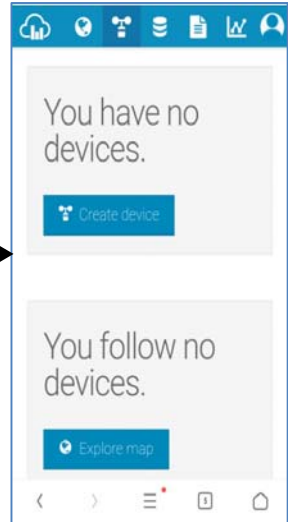 You have no
devices.
Create device
You follow no
devices.
Explore map